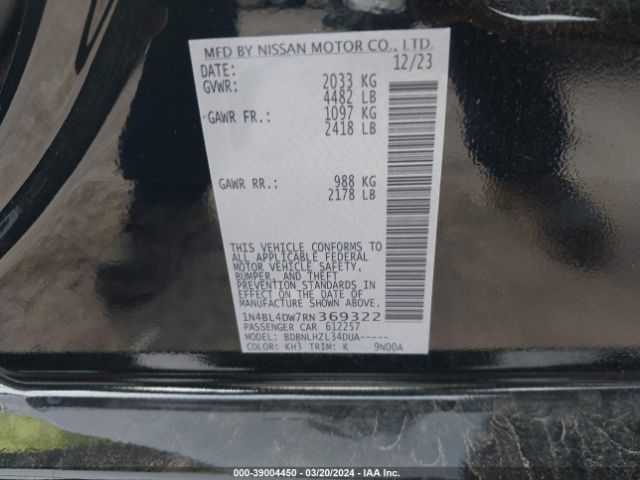 MFD BY NISSAN MOTOR CO., LTD.
DATE: 12/23
GVWR: 2033 KG
4482 LB
GAWR FR.: 1097 KG
2418 LB
GAWR RR.: 988 KG
2178 LB
THIS VEHICLE CONFORMS TO
ALL APPLICABLE FEDERAL
MOTOR VEHICLE SAFETY,
BUMPER, AND THEFT
PREVENTION STANDARDS IN
EFFECT ON THE DATE OF
MANUFACTURE SHOWN ABOVE.
1N4BL4DW7RN369322
PASSENGER CAR 612257
MODEL: BDBNLHZL34DUA-----
COLOR: KH3 TRIM: K 9N00A
000-39004450 - 03/20/2024 - IAA Inc.